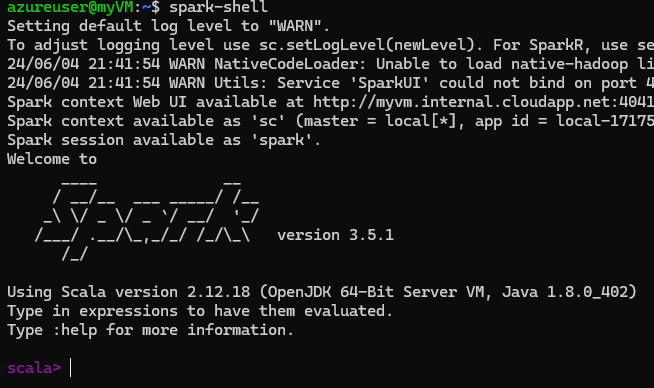 azureuser@myVM:~$ spark-shell
Setting default log level to "WARN".
To adjust logging level use sc.setLogLevel(newLevel). For SparkR, use se
24/06/04 21:41:54 WARN NativeCodeLoader: Unable to load native-hadoop li
24/06/04 21:41:54 WARN Utils: Service 'SparkUI' could not bind on port 4
Spark context Web UI available at http://myvm.internal.cloudapp.net:4041
Spark context available as 'sc' (master = local[*], app id = local-17175
Spark session available as 'spark'.
Welcome to
      ____              __
     / __/__  ___ _____/ /__
    _\ \/ _ \/ _ `/ __/  '_/
   /___/ .__/\_,_/_/ /_/\_\   version 3.5.1
      /_/
Using Scala version 2.12.18 (OpenJDK 64-Bit Server VM, Java 1.8.0_402)
Type in expressions to have them evaluated.
Type :help for more information.
scala>